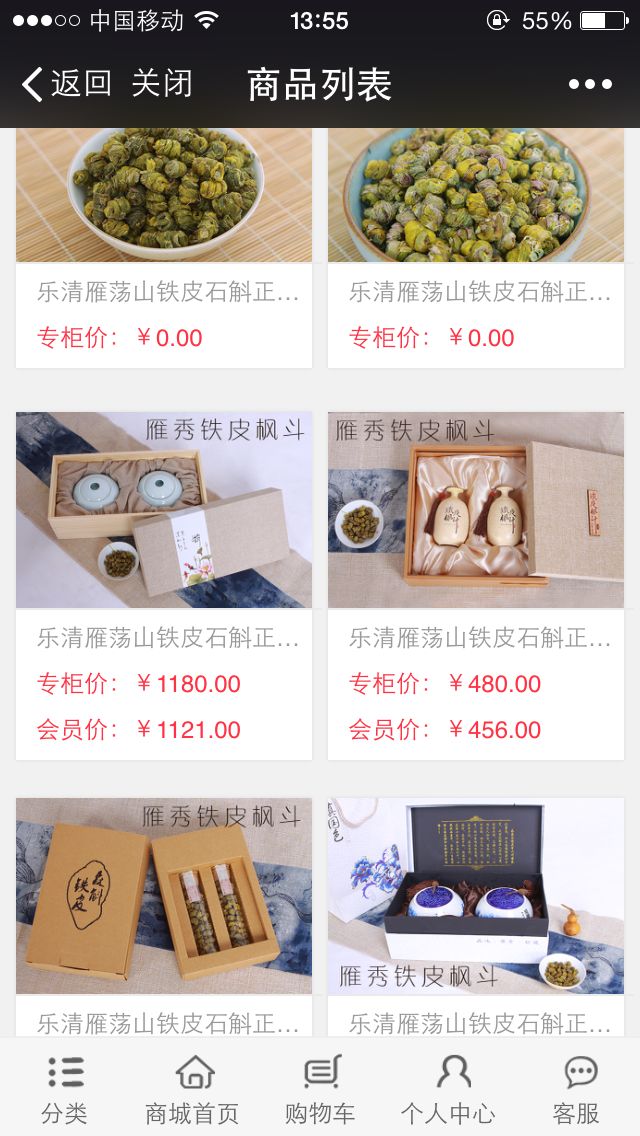 中国移动 13:55 55%
返回 关闭 商品列表
乐清雁荡山铁皮石斛正... 乐清雁荡山铁皮石斛正...
专柜价：￥0.00 专柜价：￥0.00
雁秀铁皮枫斗 雁秀铁皮枫斗
乐清雁荡山铁皮石斛正... 乐清雁荡山铁皮石斛正...
专柜价：￥1180.00 专柜价：￥480.00
会员价：￥1121.00 会员价：￥456.00
雁秀铁皮枫斗
铁皮
雁秀铁皮枫斗
乐清雁荡山铁皮石斛正... 乐清雁荡山铁皮石斛正...
分类 商城首页 购物车 个人中心 客服